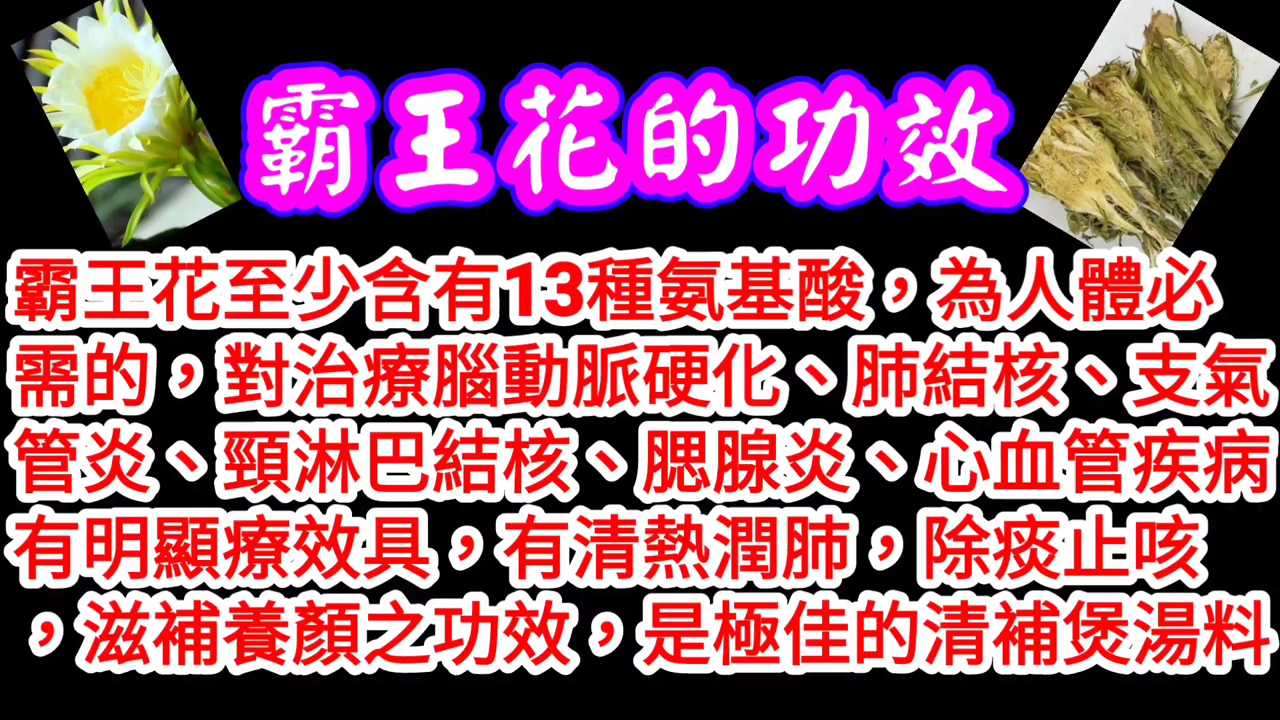 霸王花的功效
霸王花至少含有13種氨基酸，為人體必
需的，對治療腦動脈硬化、肺結核、支氣
管炎、頸淋巴結核、腮腺炎、心血管疾病
有明顯療效具，有清熱潤肺，除痰止咳
，滋補養顏之功效，是極佳的清補煲湯料